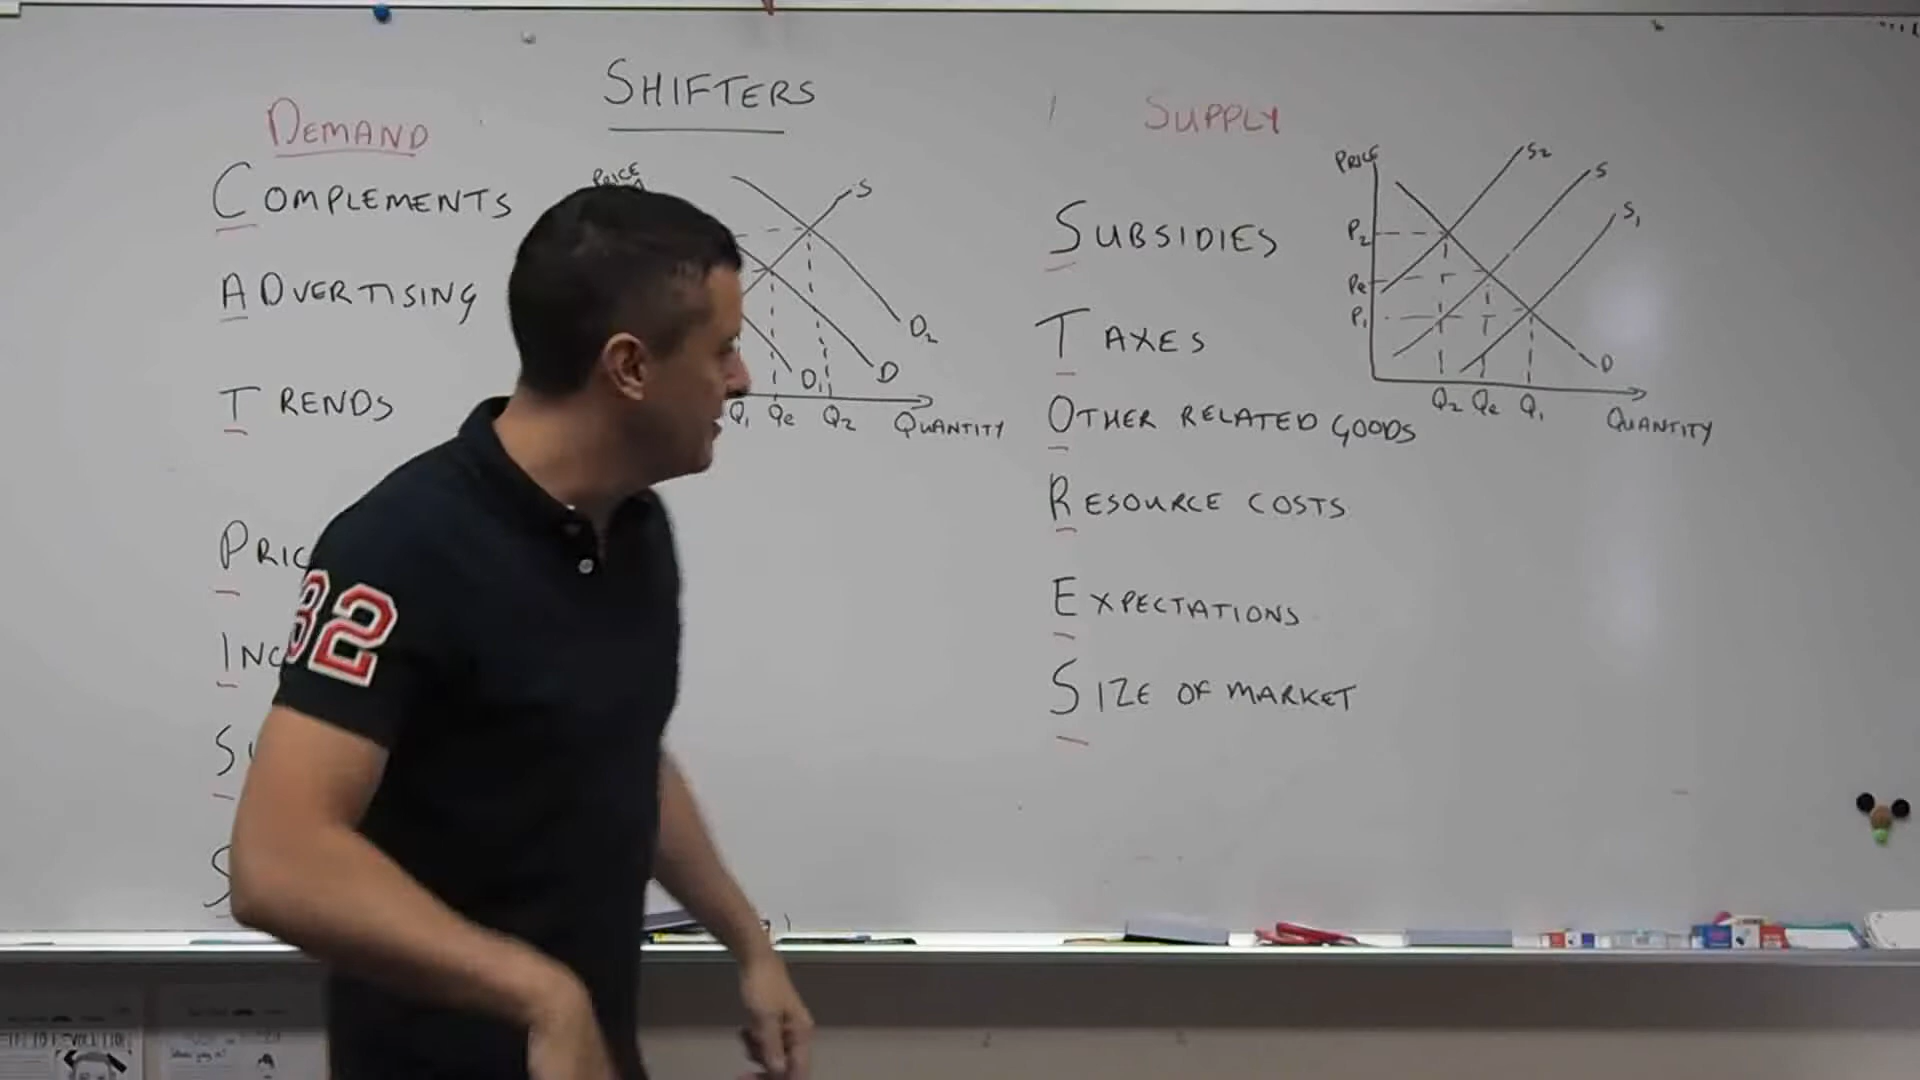 SHIFTERS
DEMAND
COMPLEMENTS
ADVERTISING
TRENDS
PRIC
INC
PRICE
S
D2
D
D1
Q1 Qe Q2 QUANTITY
32
SUPPLY
SUBSIDIES
TAXES
OTHER RELATED GOODS
RESOURCE COSTS
EXPECTATIONS
SIZE OF MARKET
PRICE
S2
S
S1
P2
Pe
P1
D
Q2 Qe Q1 QUANTITY